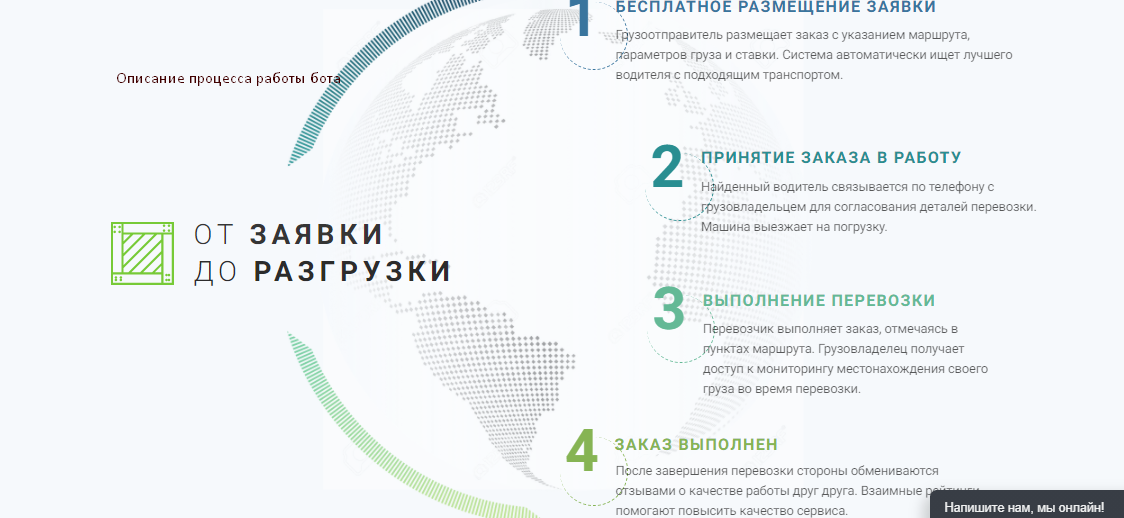 Описание процесса работы бота
ОТ ЗАЯВКИ
ДО РАЗГРУЗКИ
1
БЕСПЛАТНОЕ РАЗМЕЩЕНИЕ ЗАЯВКИ
Грузоотправитель размещает заказ с указанием маршрута,
параметров груза и ставки. Система автоматически ищет лучшего
водителя с подходящим транспортом.
2
ПРИНЯТИЕ ЗАКАЗА В РАБОТУ
Найденный водитель связывается по телефону с
грузовладельцем для согласования деталей перевозки.
Машина выезжает на погрузку.
3
ВЫПОЛНЕНИЕ ПЕРЕВОЗКИ
Перевозчик выполняет заказ, отмечаясь в
пунктах маршрута. Грузовладелец получает
доступ к мониторингу местонахождения своего
груза во время перевозки.
4
ЗАКАЗ ВЫПОЛНЕН
После завершения перевозки стороны обмениваются
отзывами о качестве работы друг друга. Взаимные рейтинги
помогают повысить качество сервиса.
Напишите нам, мы онлайн!